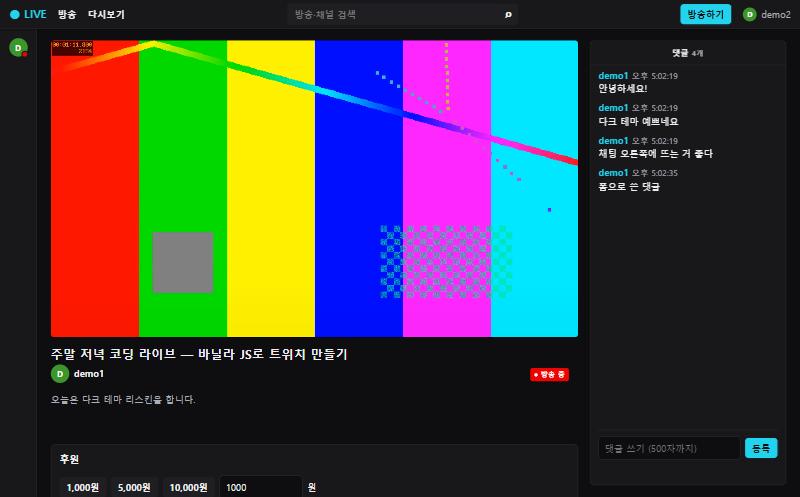 LIVE 방송 다시보기 방송·채널 검색 방송하기 D demo2
D
00:01:11.800
댓글 4개
demo1 오후 5:02:19
안녕하세요!
demo1 오후 5:02:19
다크 테마 예쁘네요
demo1 오후 5:02:19
채팅 오른쪽에 뜨는 거 좋다
demo1 오후 5:02:35
폼으로 쓴 댓글
주말 저녁 코딩 라이브 — 바닐라 JS로 트위치 만들기
D demo1 방송 중
오늘은 다크 테마 리스킨을 합니다.
댓글 쓰기 (500자까지) 등록
후원
1,000원 5,000원 10,000원 1000 원